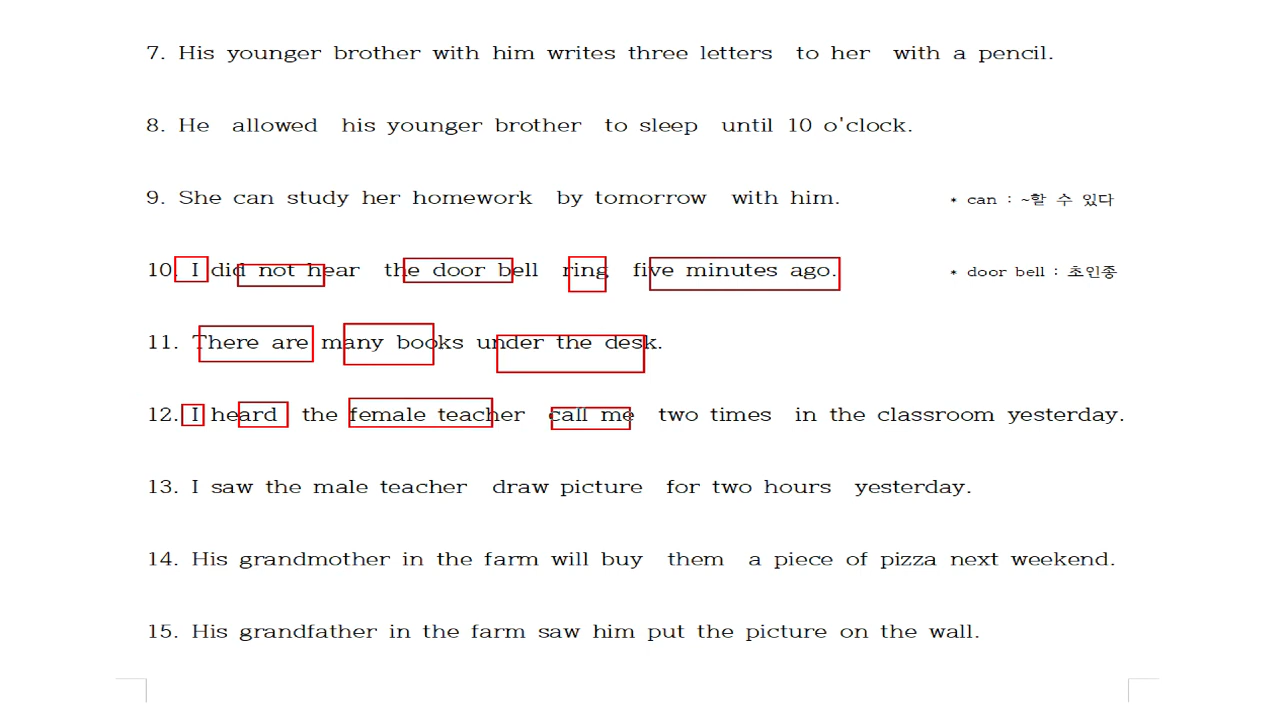 7. His younger brother with him writes three letters to her with a pencil.
8. He allowed his younger brother to sleep until 10 o'clock.
9. She can study her homework by tomorrow with him. * can : ~할 수 있다
10. I did not hear the door bell ring five minutes ago. * door bell : 초인종
11. There are many books under the desk.
12. I heard the female teacher call me two times in the classroom yesterday.
13. I saw the male teacher draw picture for two hours yesterday.
14. His grandmother in the farm will buy them a piece of pizza next weekend.
15. His grandfather in the farm saw him put the picture on the wall.